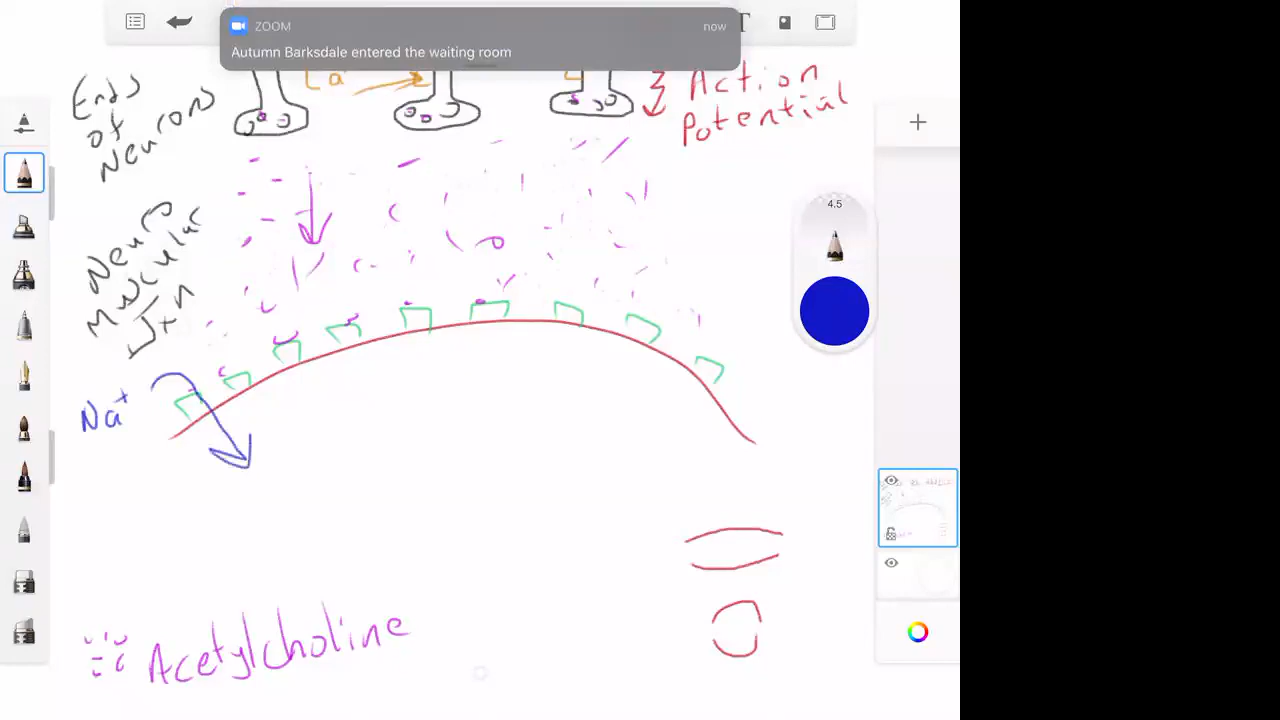 ZOOM
now
Autumn Barksdale entered the waiting room
T
Ends
of
Neurons
Ca
Action
Potential
4.5
Neuro
Muscular
Jxn
Na+
Acetylcholine